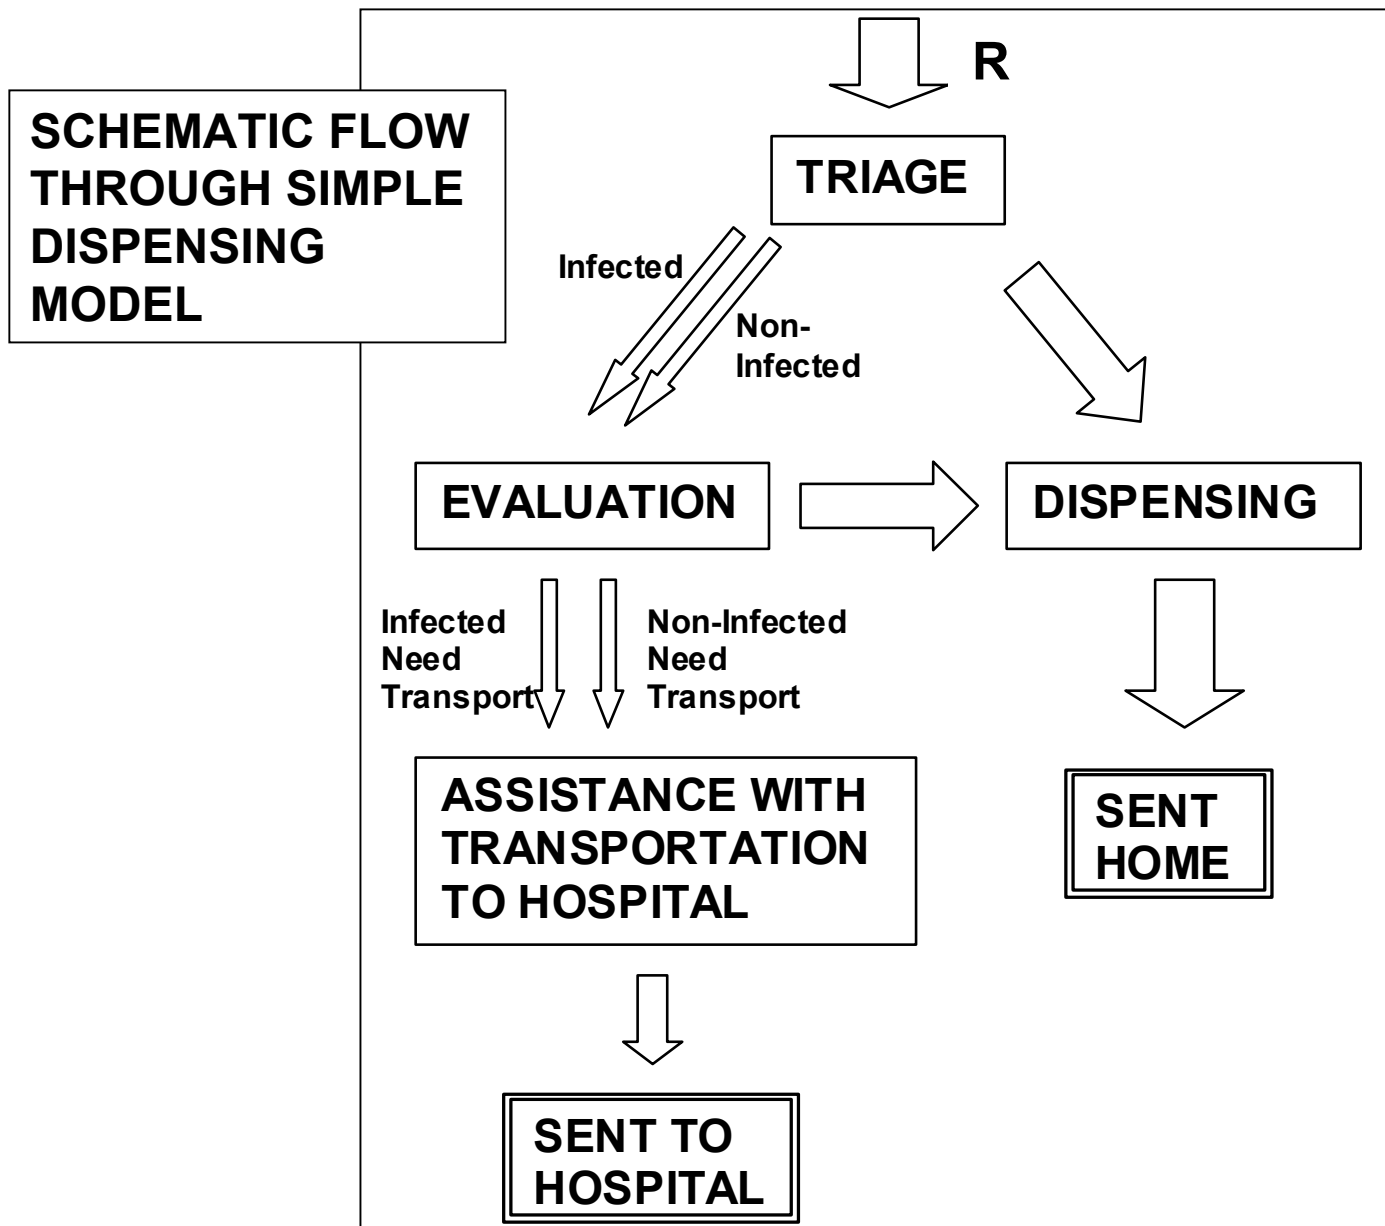 SCHEMATIC FLOW
THROUGH SIMPLE
DISPENSING
MODEL
R
TRIAGE
Infected
Non-
Infected
EVALUATION
DISPENSING
Infected
Need
Transport
Non-Infected
Need
Transport
ASSISTANCE WITH
TRANSPORTATION
TO HOSPITAL
SENT
HOME
SENT TO
HOSPITAL